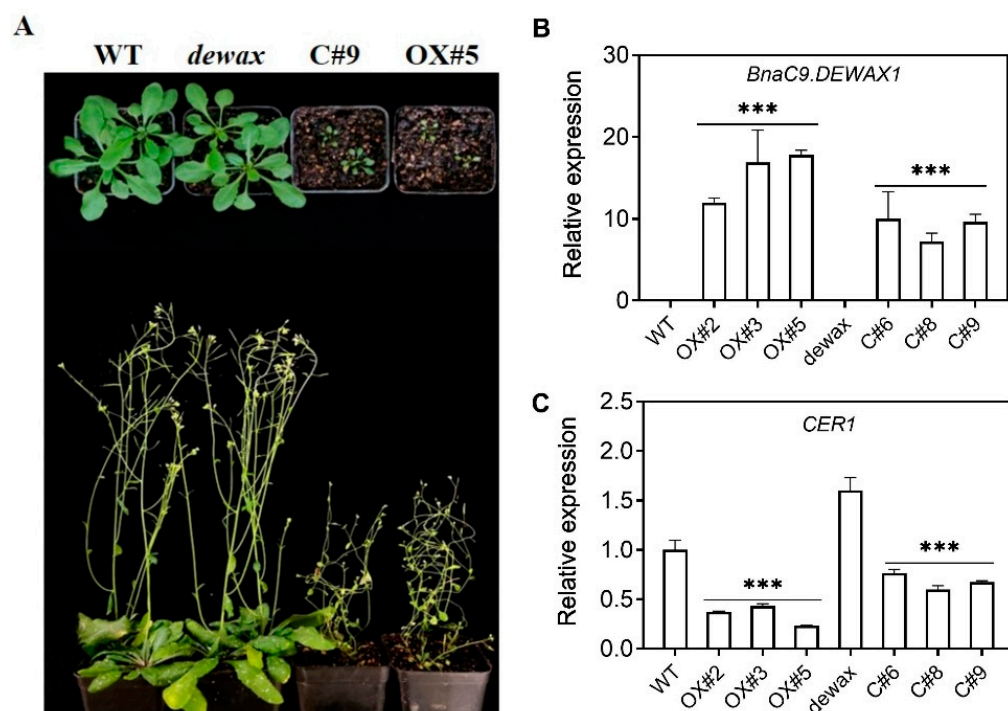 A
WT dewax C#9 OX#5
B
BnaC9.DEWAX1
Relative expression
30
20
10
0
***
***
WT OX#2 OX#3 OX#5 dewax C#6 C#8 C#9
C
CER1
Relative expression
2.5
2.0
1.5
1.0
0.5
0.0
***
***
WT OX#2 OX#3 OX#5 dewax C#6 C#8 C#9